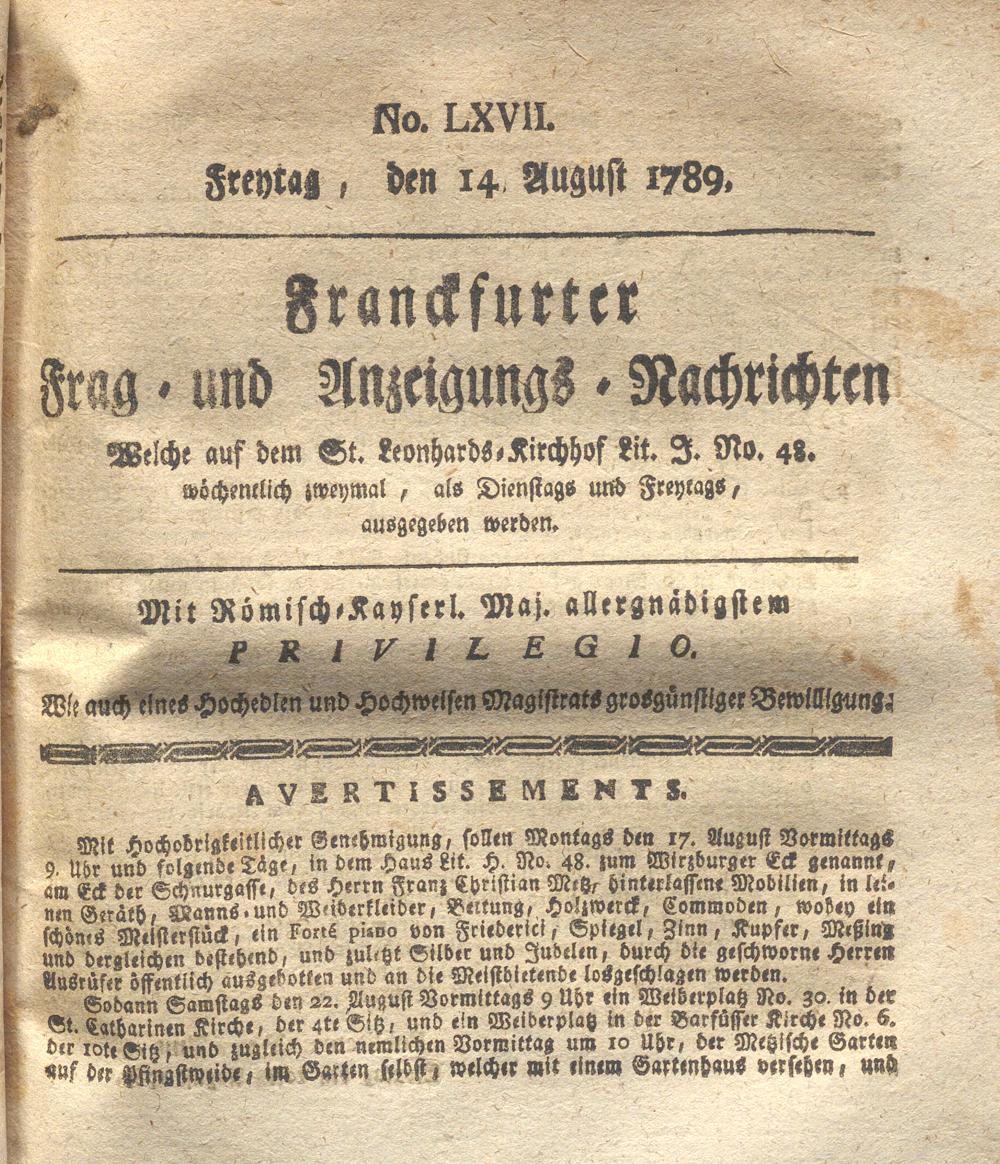 No. LXVII.
Freytag, den 14. August 1789.
Franckfurter
Frag- und Anzeigungs-Nachrichten
Welche auf dem St. Leonhards-Kirchhof Lit. J. No. 48.
wöchentlich zweymal, als Dienstags und Freytags,
ausgegeben werden.
Mit Römisch-Kayserl. Maj. allergnädigstem
PRIVILEGIO.
Wie auch eines Hochedlen und Hochweisen Magistrats grosgünstiger Bewilligung.
AVERTISSEMENTS.
Mit Hochobrigkeitlicher Genehmigung, sollen Montags den 17. August Vormittags
9. Uhr und folgende Täge, in dem Haus Lit. H. No. 48. zum Wirzburger Eck genannt,
am Eck der Schnurgasse, des Herrn Franz Christian Metz, hinterlassene Mobilien, in lei-
nen Geräth, Manns- und Weiberkleider, Bettung, Holzwerck, Commoden, wobey ein
schönes Meisterstück, ein Forté piano von Friederici, Spiegel, Zinn, Kupfer, Meßing
und dergleichen bestehend, und zuletzt Silber und Jubelen, durch die geschworne Herren
Ausrüfer öffentlich ausgebotten und an die Meistbietende losgeschlagen werden.
Sodann Samstags den 22. August Vormittags 9 Uhr ein Weiberplatz No. 30. in der
St. Catharinen Kirche, der 4te Sitz, und ein Weiberplatz in der Barfüsser Kirche No. 6.
der 10te Sitz, und zugleich den nemlichen Vormittag um 10 Uhr, der Metzische Garten
auf der Pfingstweide, im Garten selbst, welcher mit einem Gartenhaus versehen, und